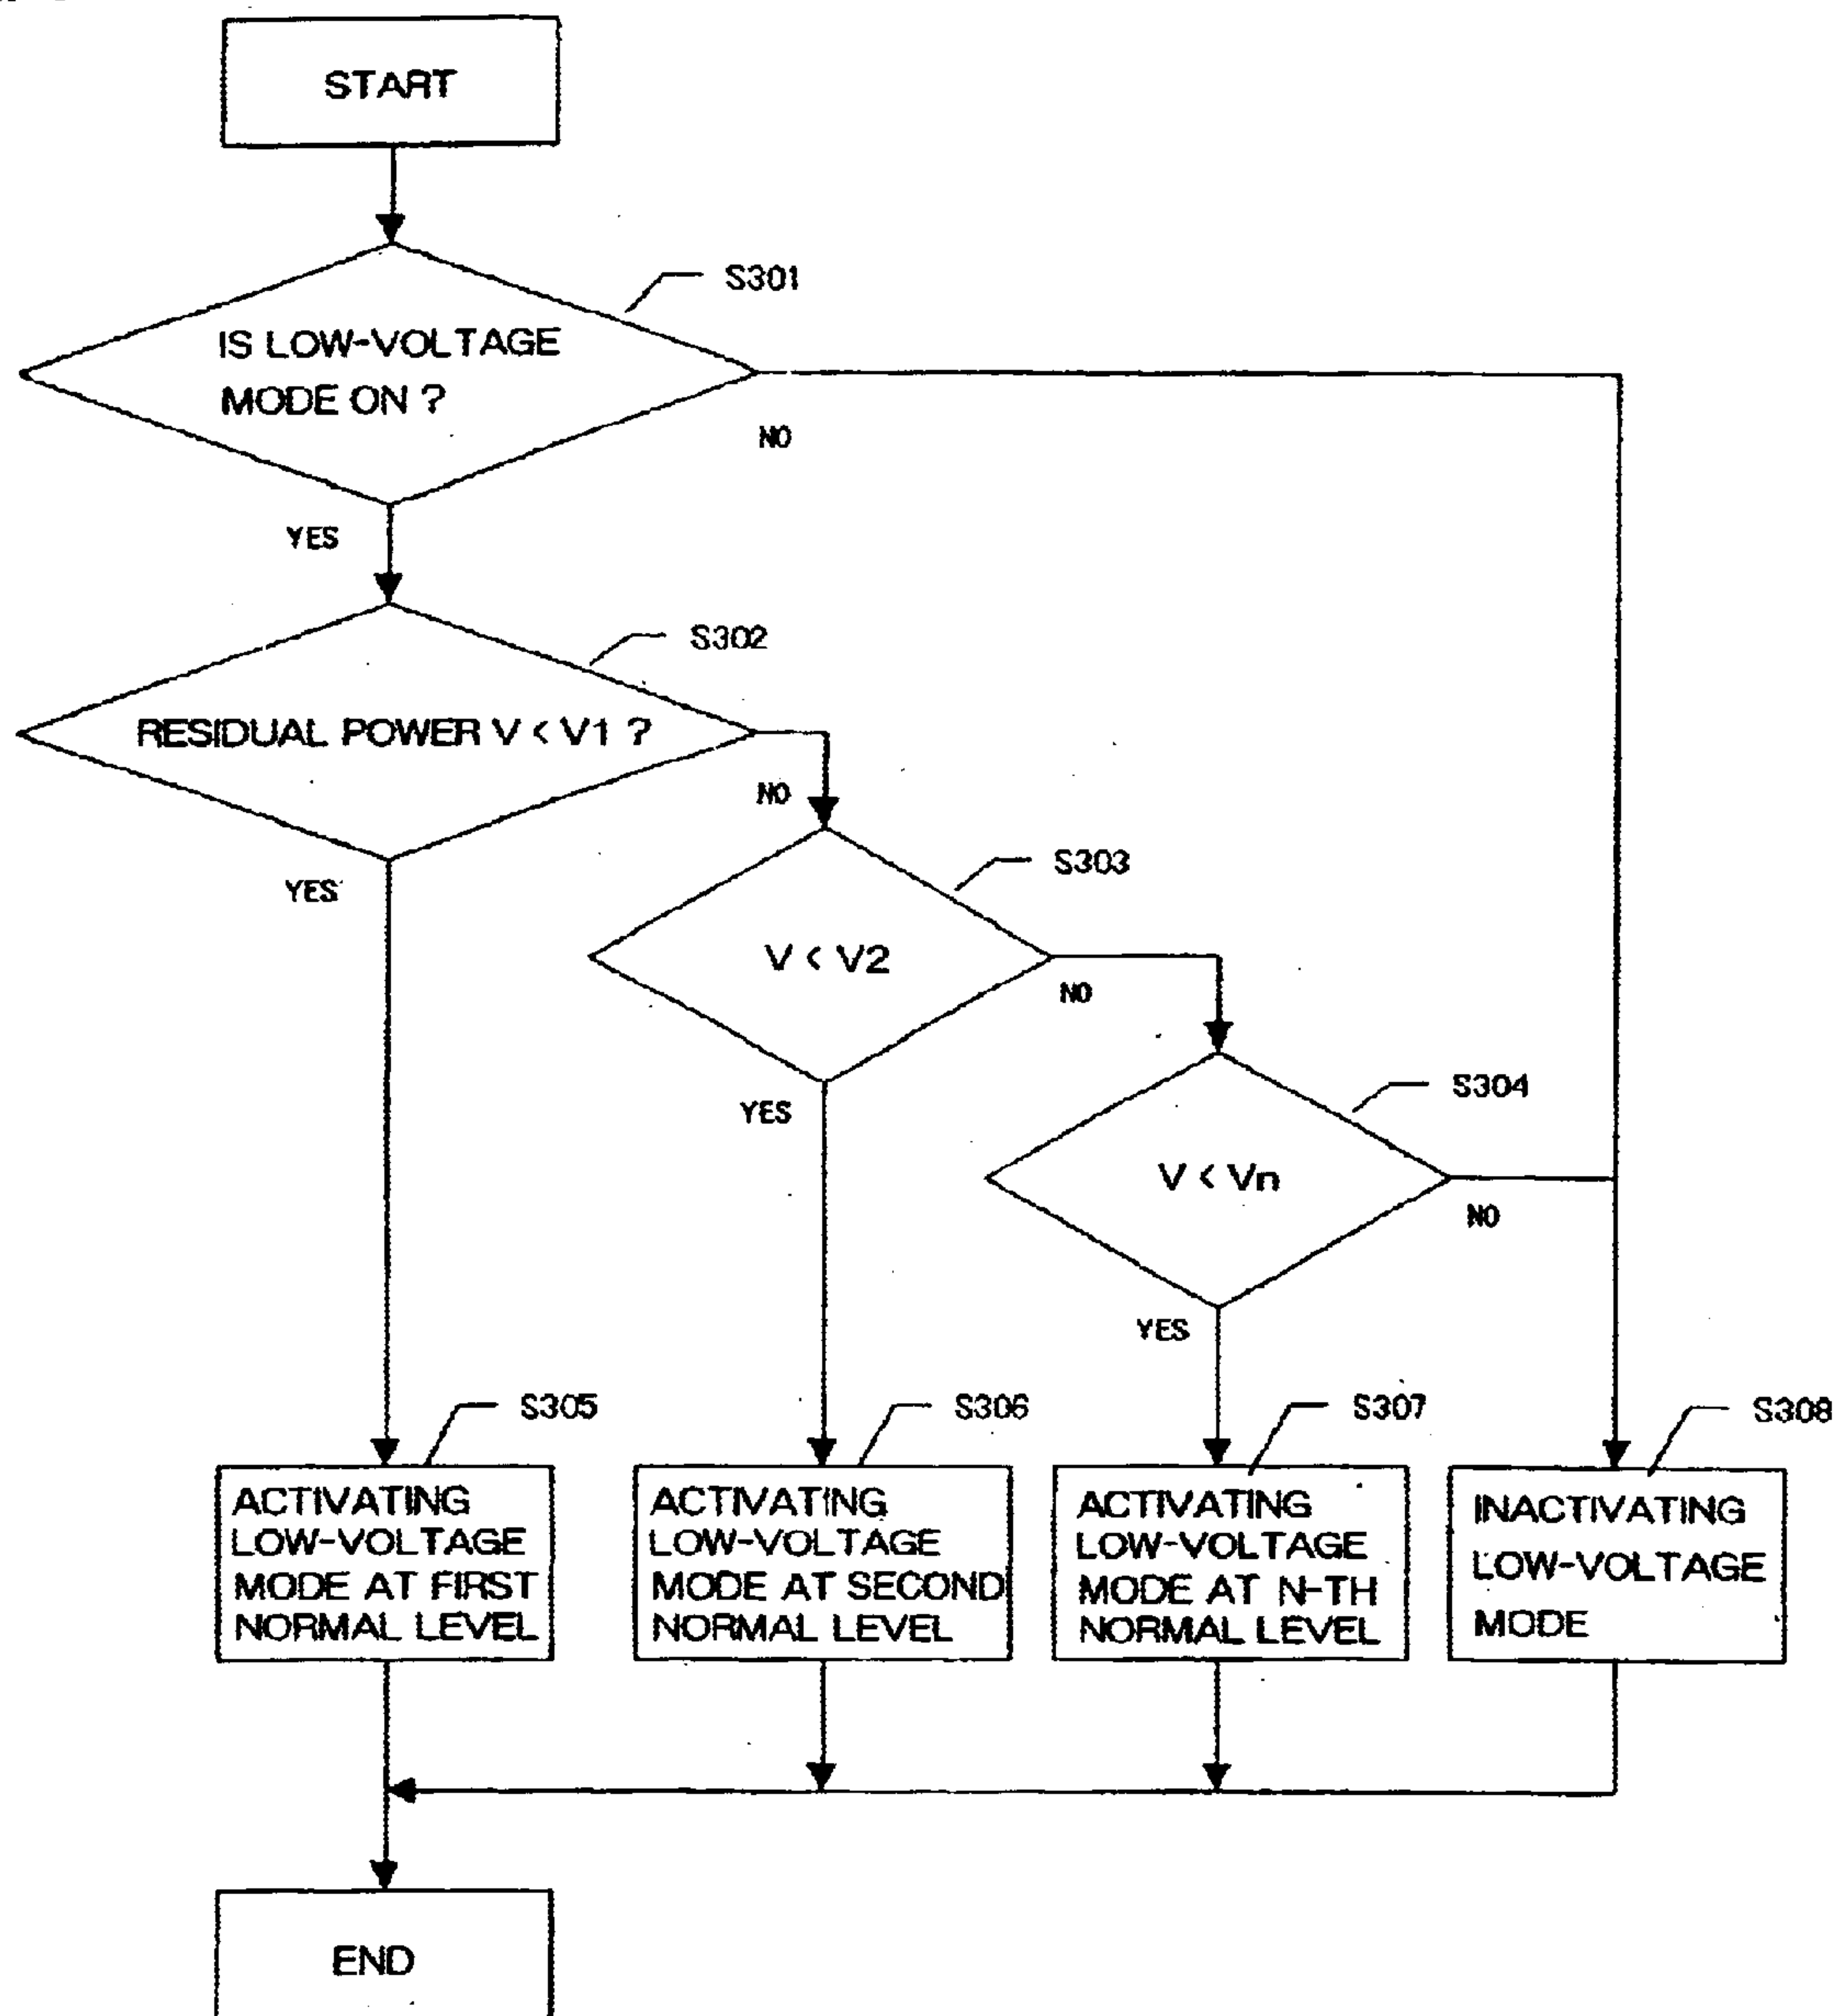 START
S301
IS LOW-VOLTAGE
MODE ON ?
NO
YES
S302
RESIDUAL POWER V < V1 ?
NO
YES
S303
V < V2
NO
YES
S304
V < Vn
NO
YES
S305
S306
S307
S308
ACTIVATING
LOW-VOLTAGE
MODE AT FIRST
NORMAL LEVEL
ACTIVATING
LOW-VOLTAGE
MODE AT SECOND
NORMAL LEVEL
ACTIVATING
LOW-VOLTAGE
MODE AT N-TH
NORMAL LEVEL
INACTIVATING
LOW-VOLTAGE
MODE
END